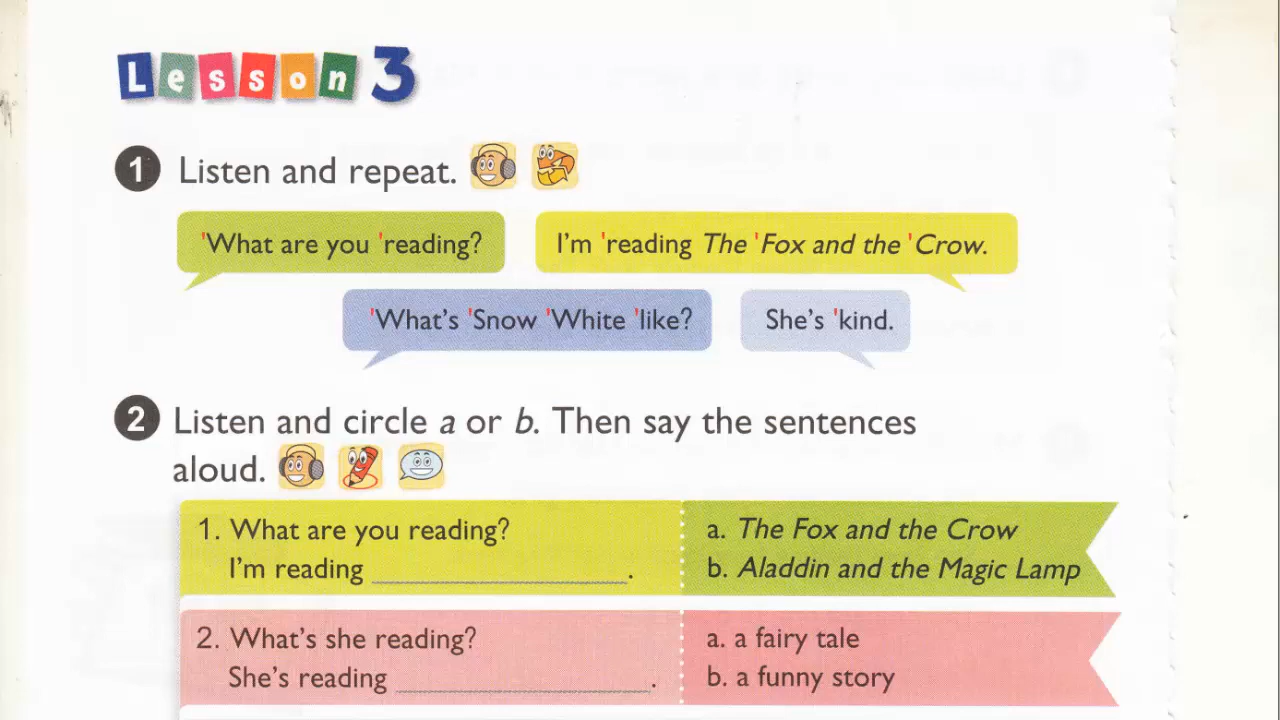 Lesson 3
1 Listen and repeat.
'What are you 'reading? I'm 'reading The 'Fox and the 'Crow.
'What's 'Snow 'White 'like? She's 'kind.
2 Listen and circle a or b. Then say the sentences
aloud.
1. What are you reading? a. The Fox and the Crow
I'm reading ____________________. b. Aladdin and the Magic Lamp
2. What's she reading? a. a fairy tale
She's reading ____________________. b. a funny story